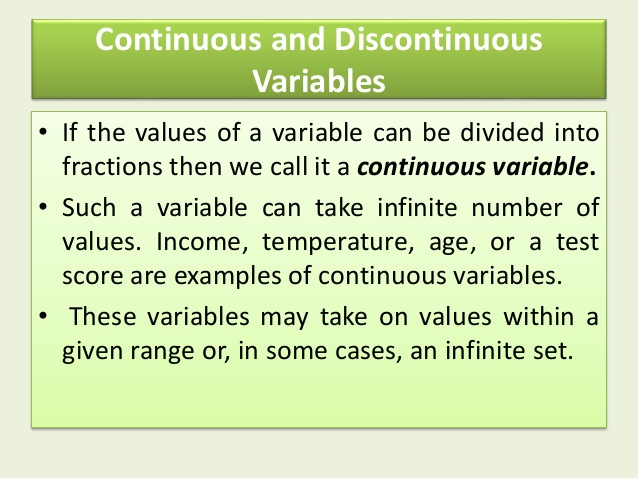 Continuous and Discontinuous
Variables
• If the values of a variable can be divided into
fractions then we call it a continuous variable.
• Such a variable can take infinite number of
values. Income, temperature, age, or a test
score are examples of continuous variables.
• These variables may take on values within a
given range or, in some cases, an infinite set.